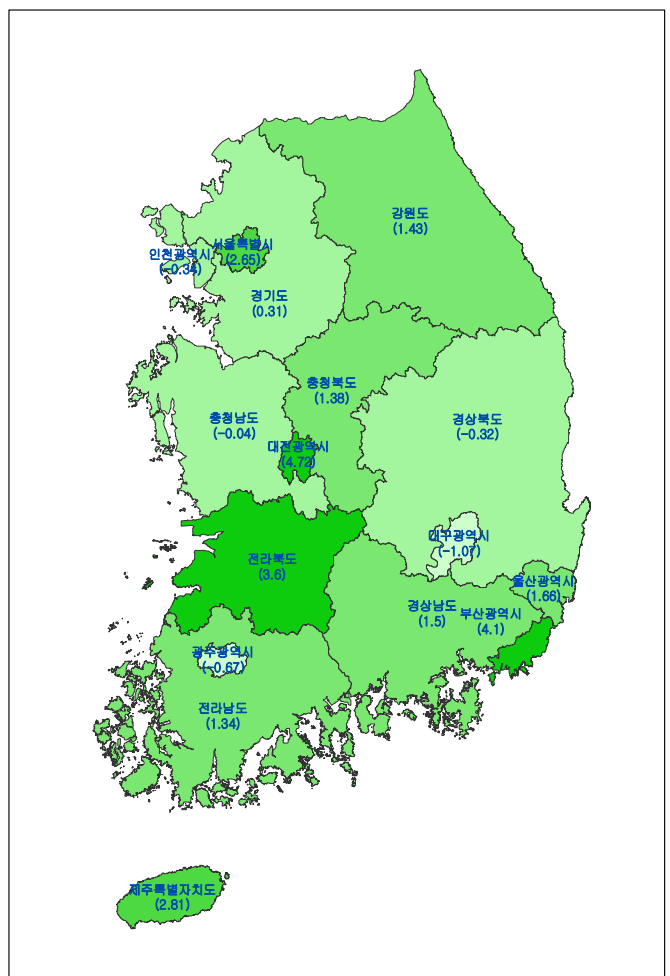 강원도
(1.43)
인천광역시
(-0.34)
서울특별시
(2.65)
경기도
(0.31)
충청북도
(1.38)
충청남도
(-0.04)
경상북도
(-0.32)
대전광역시
(4.72)
대구광역시
(-1.07)
전라북도
(3.6)
울산광역시
(1.66)
경상남도
(1.5)
부산광역시
(4.1)
광주광역시
(-0.67)
전라남도
(1.34)
제주특별자치도
(2.81)